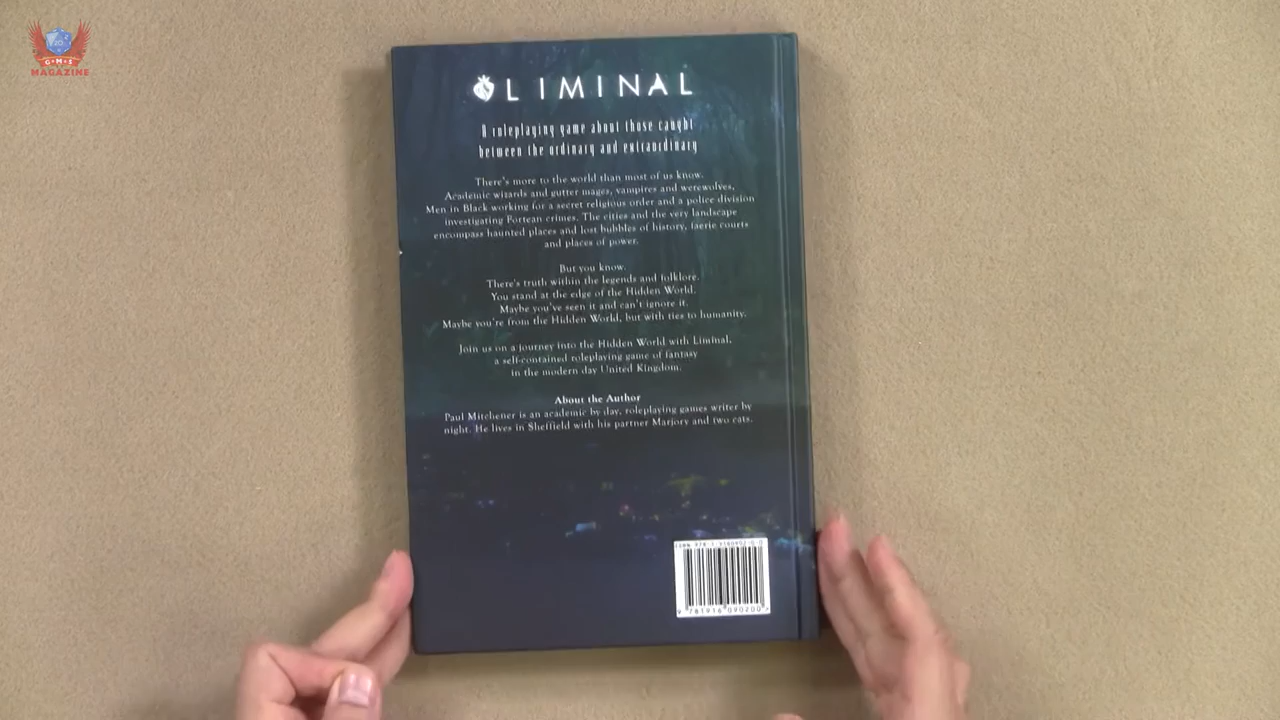 G*M*S
MAGAZINE
LIMINAL
A roleplaying game about those caught
between the ordinary and extraordinary
There's more to the world than most of us know.
Academic wizards and gutter mages, vampires and werewolves,
Men in Black working for a secret religious order and a police division
investigating Fortean crimes. The cities and the very landscape
encompass haunted places and lost bubbles of history, faerie courts
and places of power.
But you know.
There's truth within the legends and folklore.
You stand at the edge of the Hidden World.
Maybe you've seen it and can't ignore it.
Maybe you're from the Hidden World, but with ties to humanity.
Join us on a journey into the Hidden World with Liminal,
a self-contained roleplaying game of fantasy
in the modern day United Kingdom.
About the Author
Paul Mitchener is an academic by day, roleplaying games writer by
night. He lives in Sheffield with his partner Marjory and two cats.
9 781916 090200